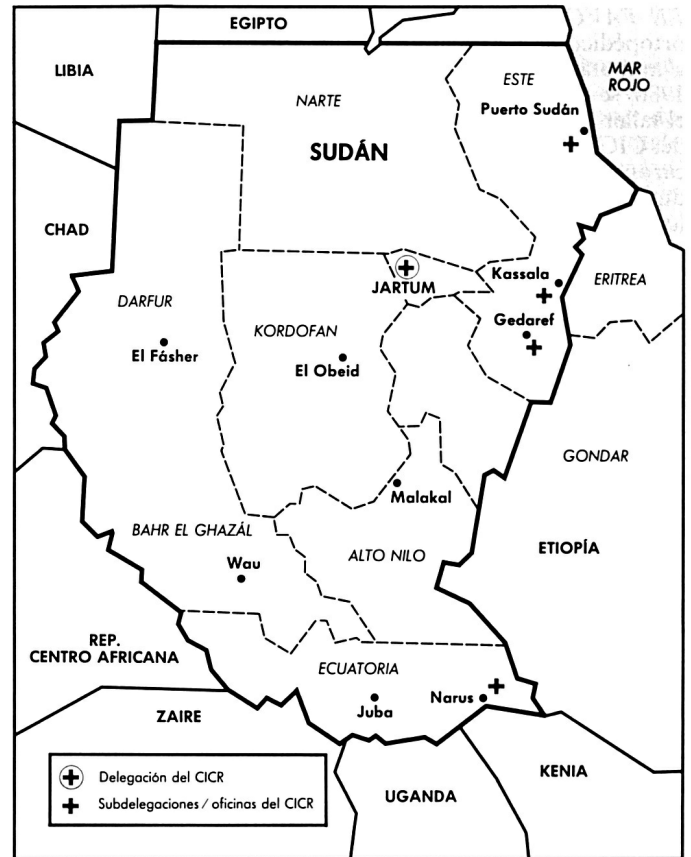 EGIPTO
LIBIA
ESTE
MAR
ROJO
NARTE
Puerto Sudán
SUDÁN
CHAD
JARTUM
Kassala
ERITREA
DARFUR
Gedaref
KORDOFAN
El Fásher
El Obeid
GONDAR
Malakal
BAHR EL GHAZÁL
ALTO NILO
ETIOPÍA
Wau
REP.
CENTRO AFRICANA
ECUATORIA
Juba
Narus
ZAIRE
Delegación del CICR
Subdelegaciones / oficinas del CICR
UGANDA
KENIA